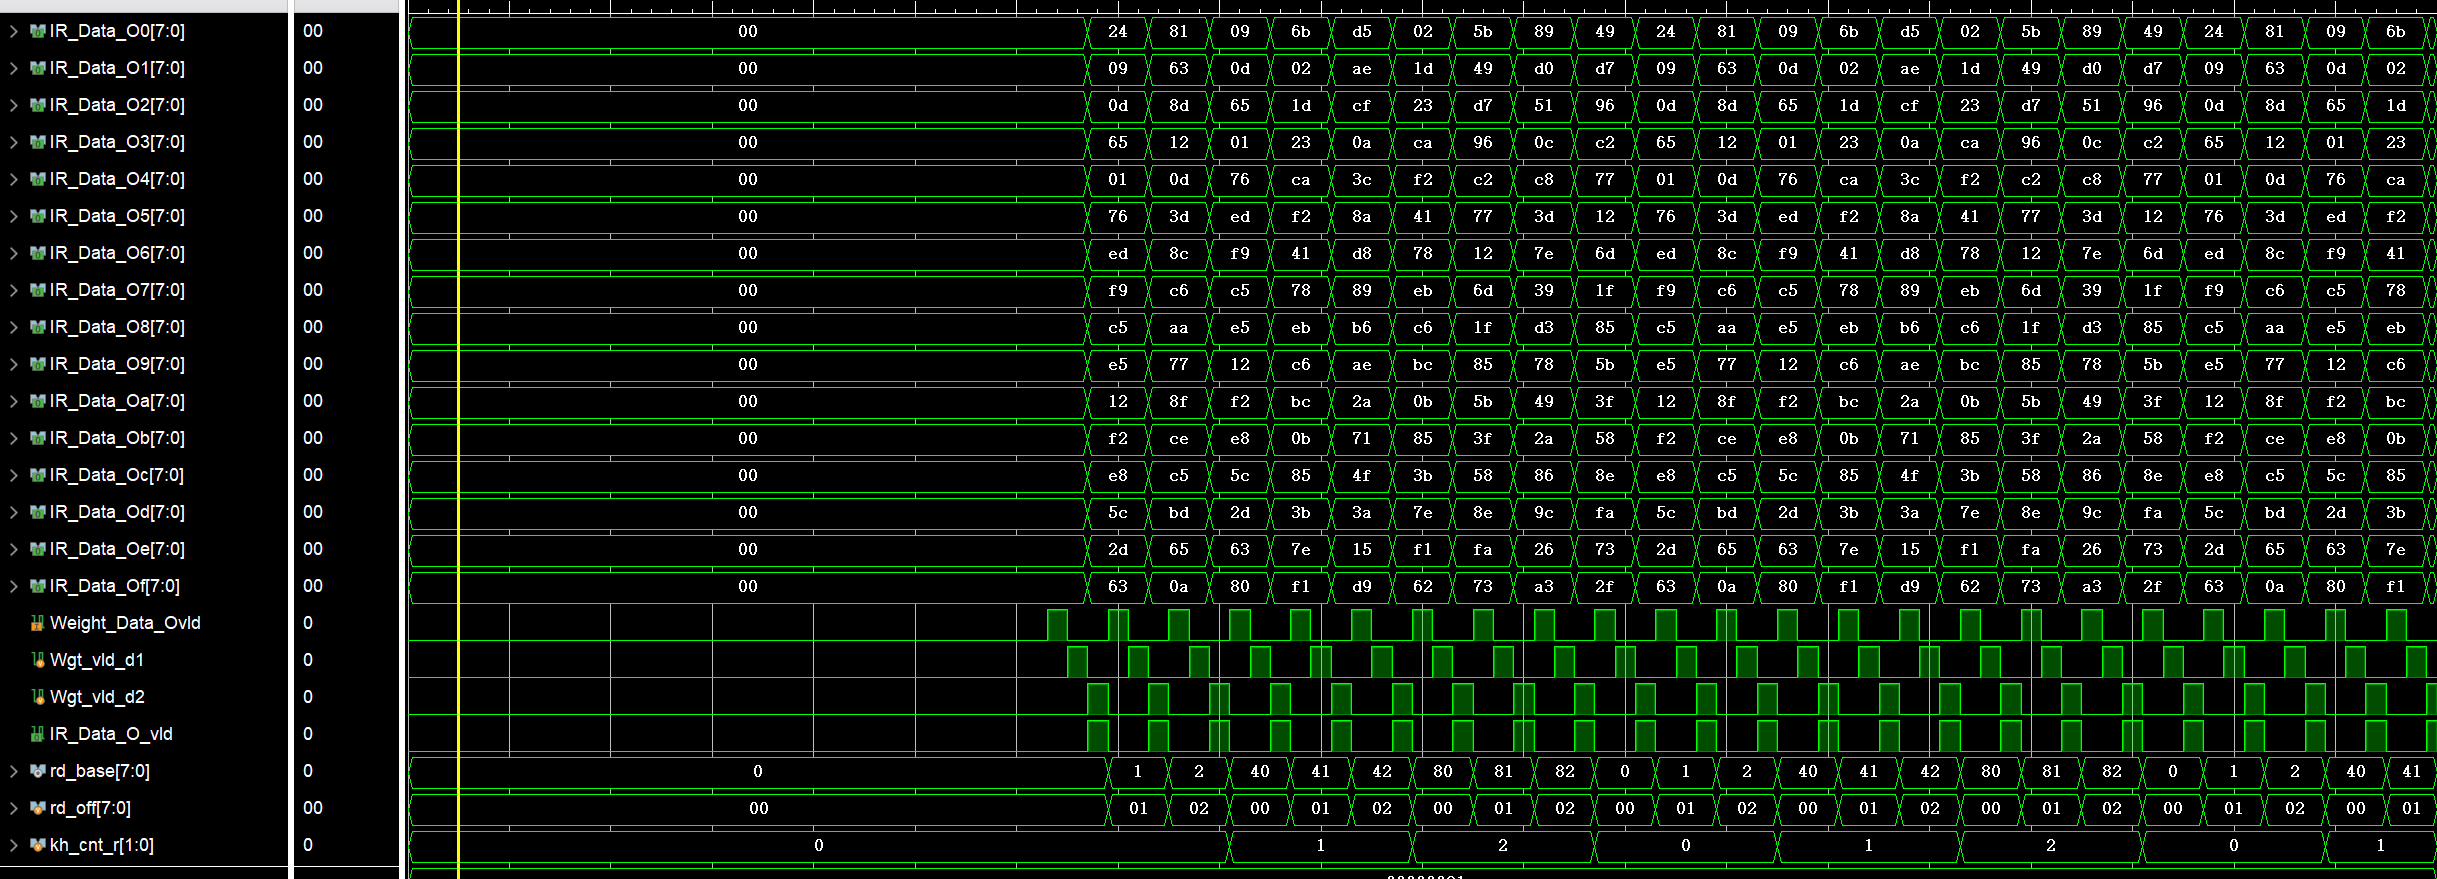 IR_Data_O0[7:0] 00 00 24 81 09 6b d5 02 5b 89 49 24 81 09 6b d5 02 5b 89 49 24 81 09 6b
IR_Data_O1[7:0] 00 00 09 63 0d 02 ae 1d 49 d0 d7 09 63 0d 02 ae 1d 49 d0 d7 09 63 0d 02
IR_Data_O2[7:0] 00 00 0d 8d 65 1d cf 23 d7 51 96 0d 8d 65 1d cf 23 d7 51 96 0d 8d 65 1d
IR_Data_O3[7:0] 00 00 65 12 01 23 0a ca 96 0c c2 65 12 01 23 0a ca 96 0c c2 65 12 01 23
IR_Data_O4[7:0] 00 00 01 0d 76 ca 3c f2 c2 c8 77 01 0d 76 ca 3c f2 c2 c8 77 01 0d 76 ca
IR_Data_O5[7:0] 00 00 76 3d ed f2 8a 41 77 3d 12 76 3d ed f2 8a 41 77 3d 12 76 3d ed f2
IR_Data_O6[7:0] 00 00 ed 8c f9 41 d8 78 12 7e 6d ed 8c f9 41 d8 78 12 7e 6d ed 8c f9 41
IR_Data_O7[7:0] 00 00 f9 c6 c5 78 89 eb 6d 39 1f f9 c6 c5 78 89 eb 6d 39 1f f9 c6 c5 78
IR_Data_O8[7:0] 00 00 c5 aa e5 eb b6 c6 1f d3 85 c5 aa e5 eb b6 c6 1f d3 85 c5 aa e5 eb
IR_Data_O9[7:0] 00 00 e5 77 12 c6 ae bc 85 78 5b e5 77 12 c6 ae bc 85 78 5b e5 77 12 c6
IR_Data_Oa[7:0] 00 00 12 8f f2 bc 2a 0b 5b 49 3f 12 8f f2 bc 2a 0b 5b 49 3f 12 8f f2 bc
IR_Data_Ob[7:0] 00 00 f2 ce e8 0b 71 85 3f 2a 58 f2 ce e8 0b 71 85 3f 2a 58 f2 ce e8 0b
IR_Data_Oc[7:0] 00 00 e8 c5 5c 85 4f 3b 58 86 8e e8 c5 5c 85 4f 3b 58 86 8e e8 c5 5c 85
IR_Data_Od[7:0] 00 00 5c bd 2d 3b 3a 7e 8e 9c fa 5c bd 2d 3b 3a 7e 8e 9c fa 5c bd 2d 3b
IR_Data_Oe[7:0] 00 00 2d 65 63 7e 15 f1 fa 26 73 2d 65 63 7e 15 f1 fa 26 73 2d 65 63 7e
IR_Data_Of[7:0] 00 00 63 0a 80 f1 d9 62 73 a3 2f 63 0a 80 f1 d9 62 73 a3 2f 63 0a 80 f1
Weight_Data_Ovld 0
Wgt_vld_d1 0
Wgt_vld_d2 0
IR_Data_O_vld 0
rd_base[7:0] 0 0 1 2 40 41 42 80 81 82 0 1 2 40 41 42 80 81 82 0 1 2 40 41
rd_off[7:0] 00 00 01 02 00 01 02 00 01 02 00 01 02 00 01 02 00 01 02 00 01 02 00 01
kh_cnt_r[1:0] 0 0 1 2 0 1 2 0 1